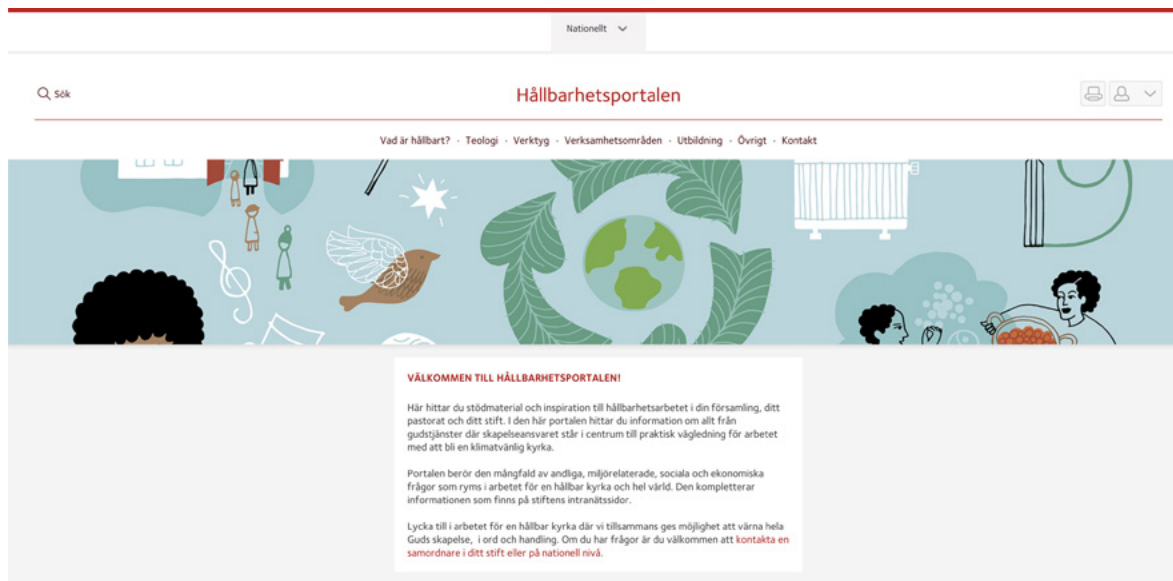 Nationellt
Sök
Hållbarhetsportalen
Vad är hållbart? · Teologi · Verktyg · Verksamhetsområden · Utbildning · Övrigt · Kontakt
VÄLKOMMEN TILL HÅLLBARHETSPORTALEN!
Här hittar du stödmaterial och inspiration till hållbarhetsarbetet i din församling, ditt
pastorat och ditt stift. I den här portalen hittar du information om allt från
gudstjänster där skapelseansvaret står i centrum till praktisk vägledning för arbetet
med att bli en klimatvänlig kyrka.
Portalen berör den mångfald av andliga, miljörelaterade, sociala och ekonomiska
frågor som ryms i arbetet för en hållbar kyrka och hel värld. Den kompletterar
informationen som finns på stiftens intranätssidor.
Lycka till i arbetet för en hållbar kyrka där vi tillsammans ges möjlighet att värna hela
Guds skapelse, i ord och handling. Om du har frågor är du välkommen att kontakta en
samordnare i ditt stift eller på nationell nivå.